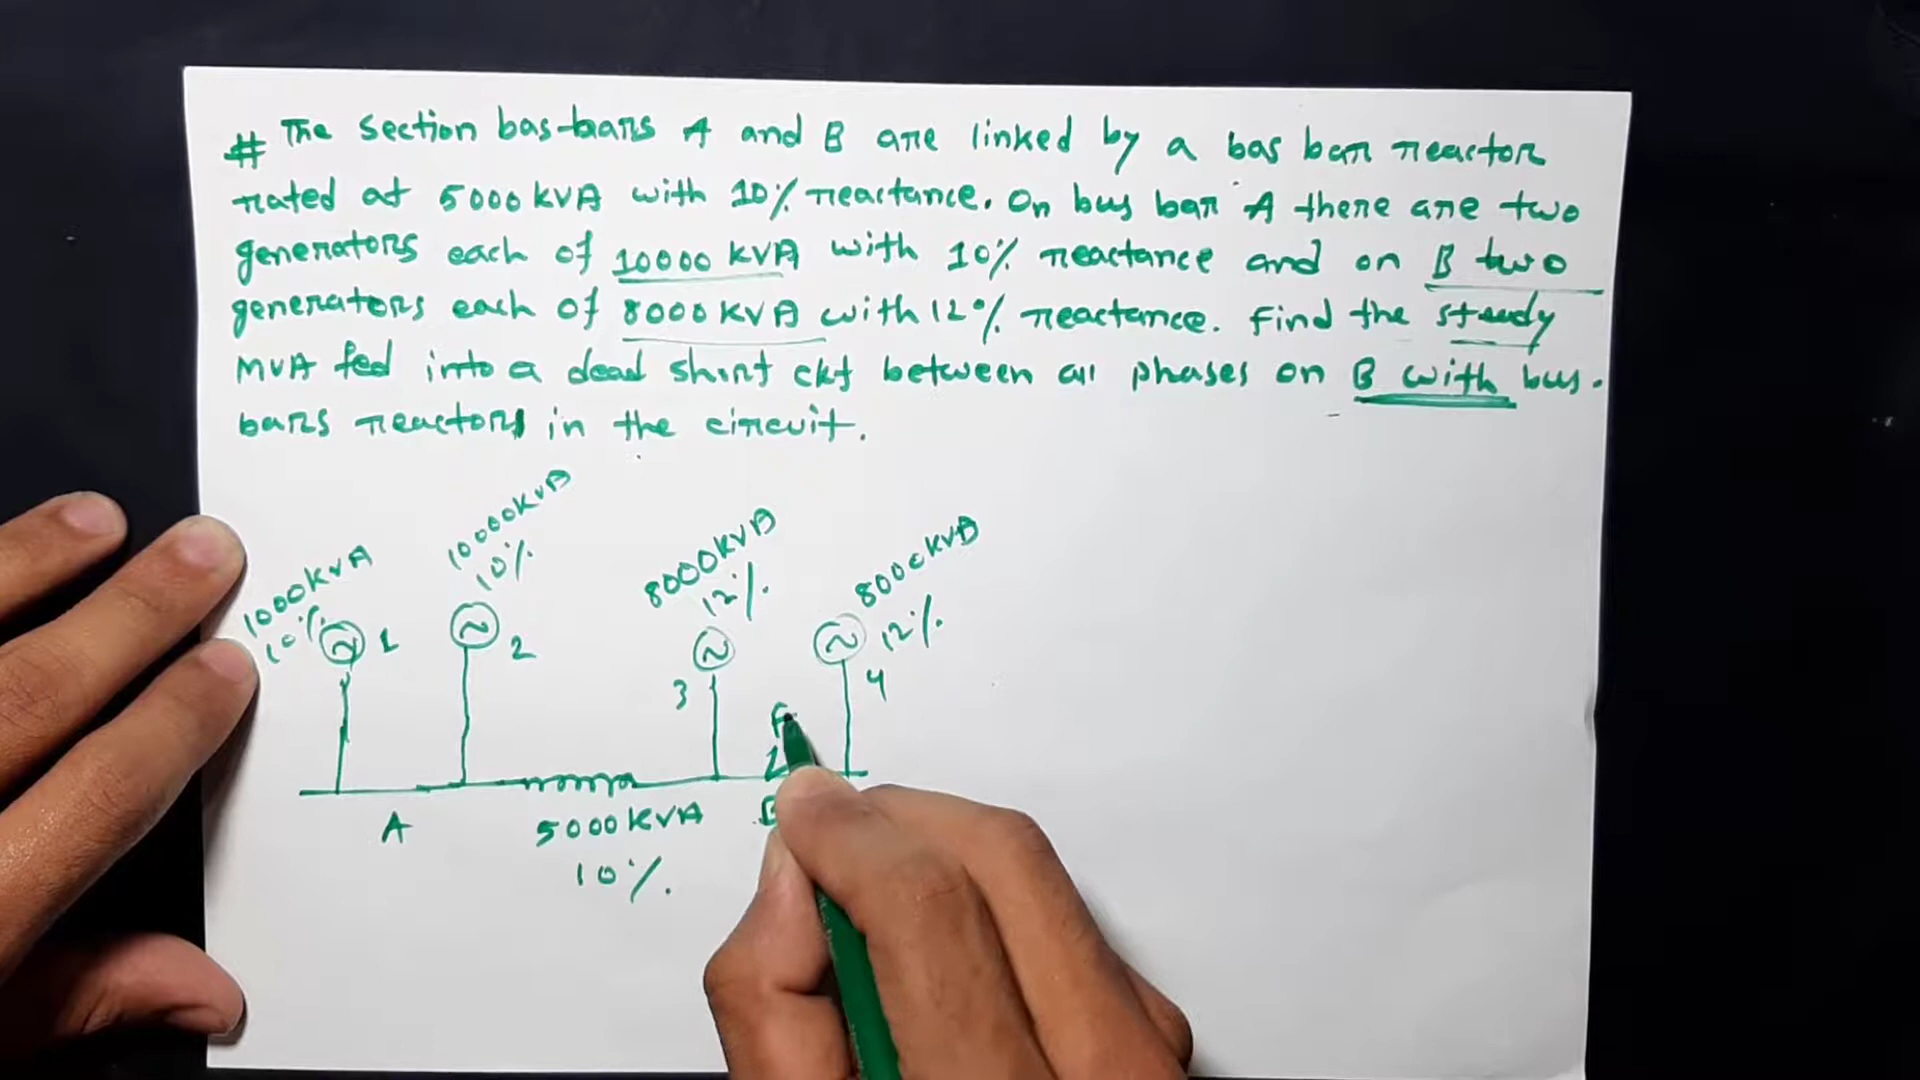 # The section bas-bars A and B are linked by a bas bar reactor
rated at 5000 KVA with 10% reactance. On bus bar A there are two
generators each of 10000 KVA with 10% reactance and on B two
generators each of 8000 KVA with 12% reactance. Find the steady
MVA fed into a dead short ckt between all phases on B with bus.
bars reactors in the circuit.
10000KVA
10%
8000KVA
12%
8000KVA
12%
1000KVA
10%
1
2
3
4
F
A
5000KVA
10%
B